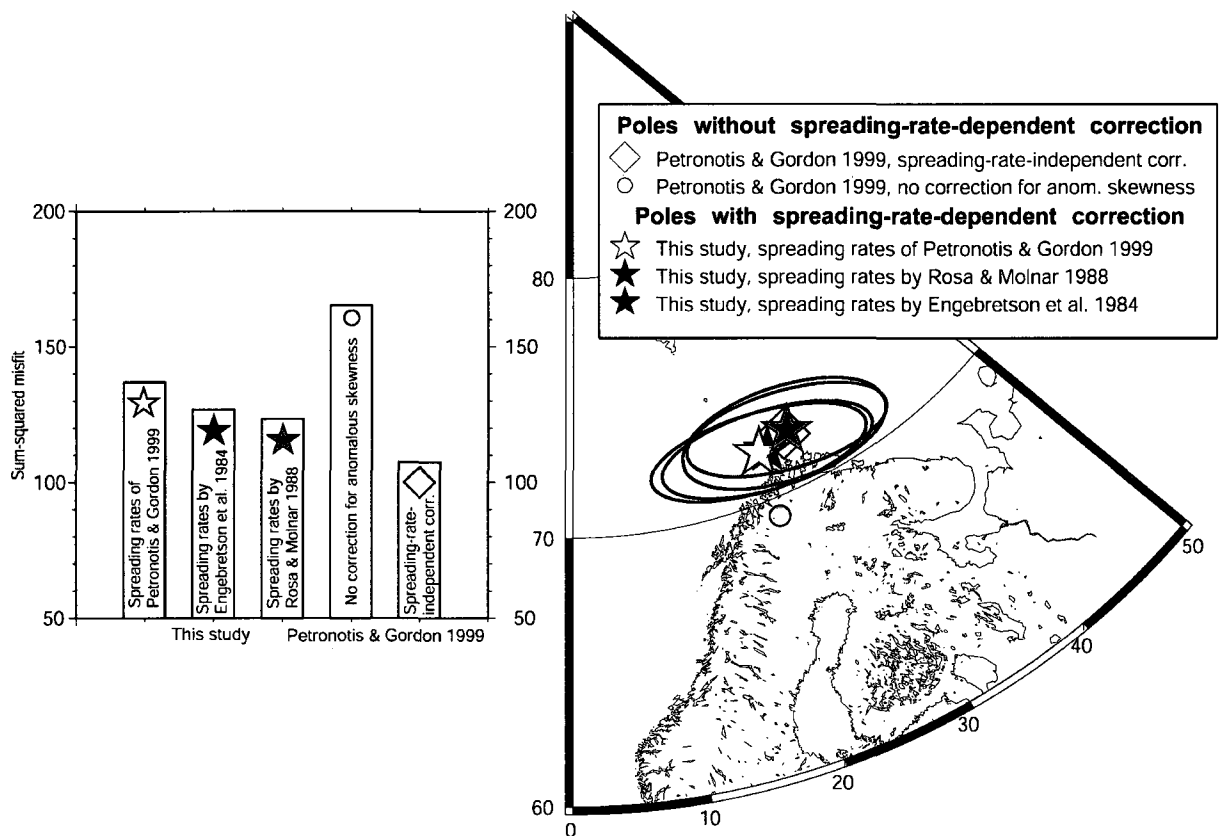 Poles without spreading-rate-dependent correction
Petronotis & Gordon 1999, spreading-rate-independent corr.
Petronotis & Gordon 1999, no correction for anom. skewness
Poles with spreading-rate-dependent correction
This study, spreading rates of Petronotis & Gordon 1999
This study, spreading rates by Rosa & Molnar 1988
This study, spreading rates by Engebretson et al. 1984
Sum-squared misfit
200
150
100
50
200
150
100
50
Spreading rates of
Petronotis & Gordon 1999
Spreading rates by
Engebretson et al. 1984
Spreading rates by
Rosa & Molnar 1988
No correction for anomalous skewness
Spreading-rate-
independent corr.
This study
Petronotis & Gordon 1999
80
70
60
0
10
20
30
40
50